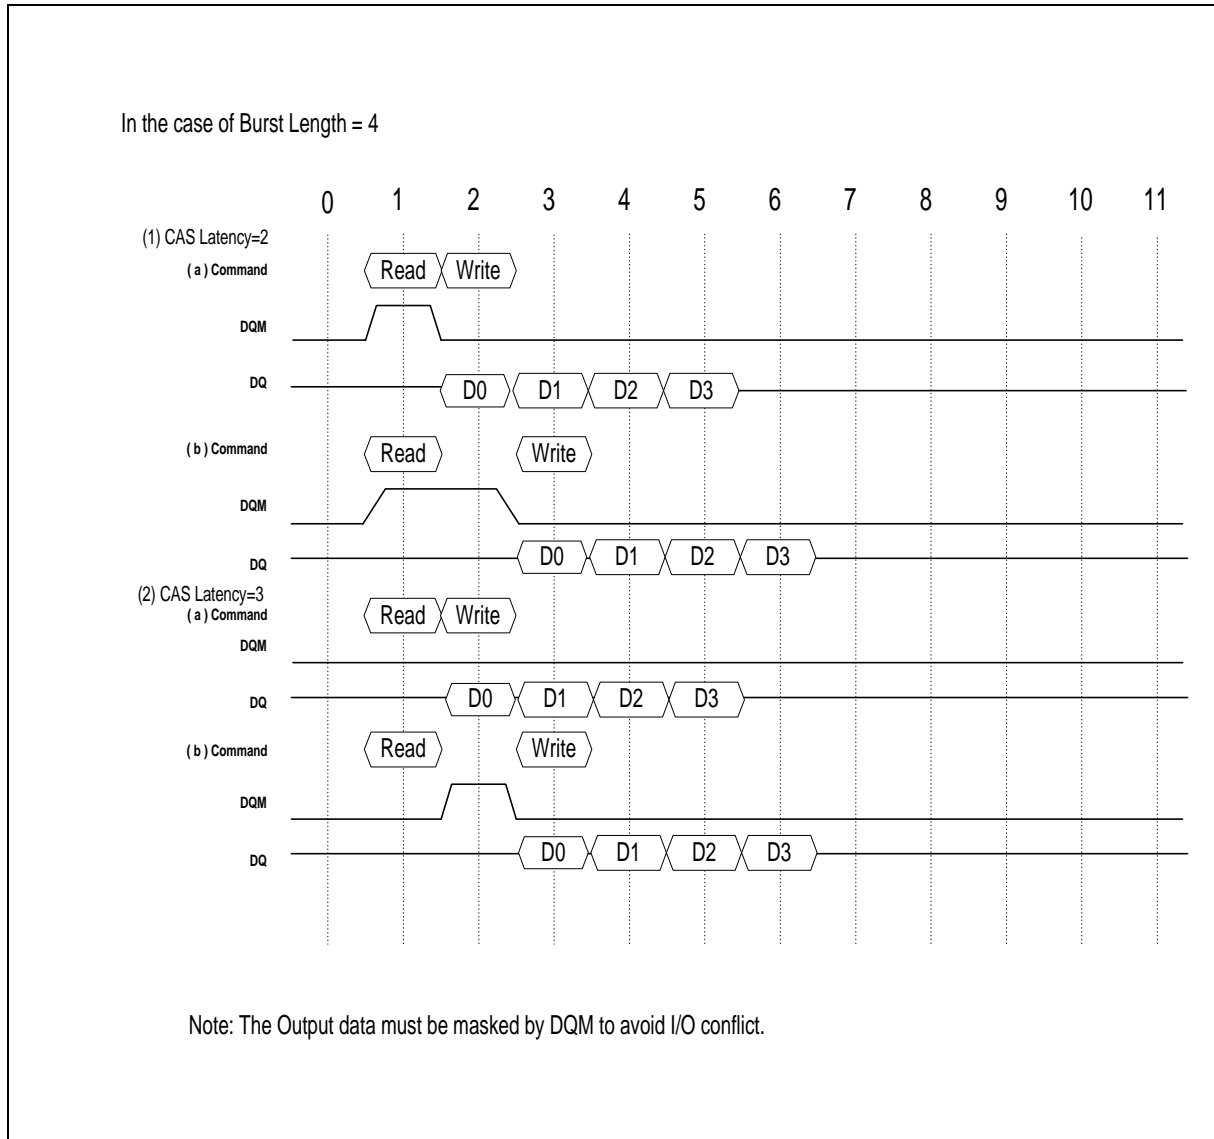 In the case of Burst Length = 4
0 1 2 3 4 5 6 7 8 9 10 11
(1) CAS Latency=2
( a ) Command Read Write
DQM
DQ D0 D1 D2 D3
( b ) Command Read Write
DQM
DQ D0 D1 D2 D3
(2) CAS Latency=3
( a ) Command Read Write
DQM
DQ D0 D1 D2 D3
( b ) Command Read Write
DQM
DQ D0 D1 D2 D3
Note: The Output data must be masked by DQM to avoid I/O conflict.